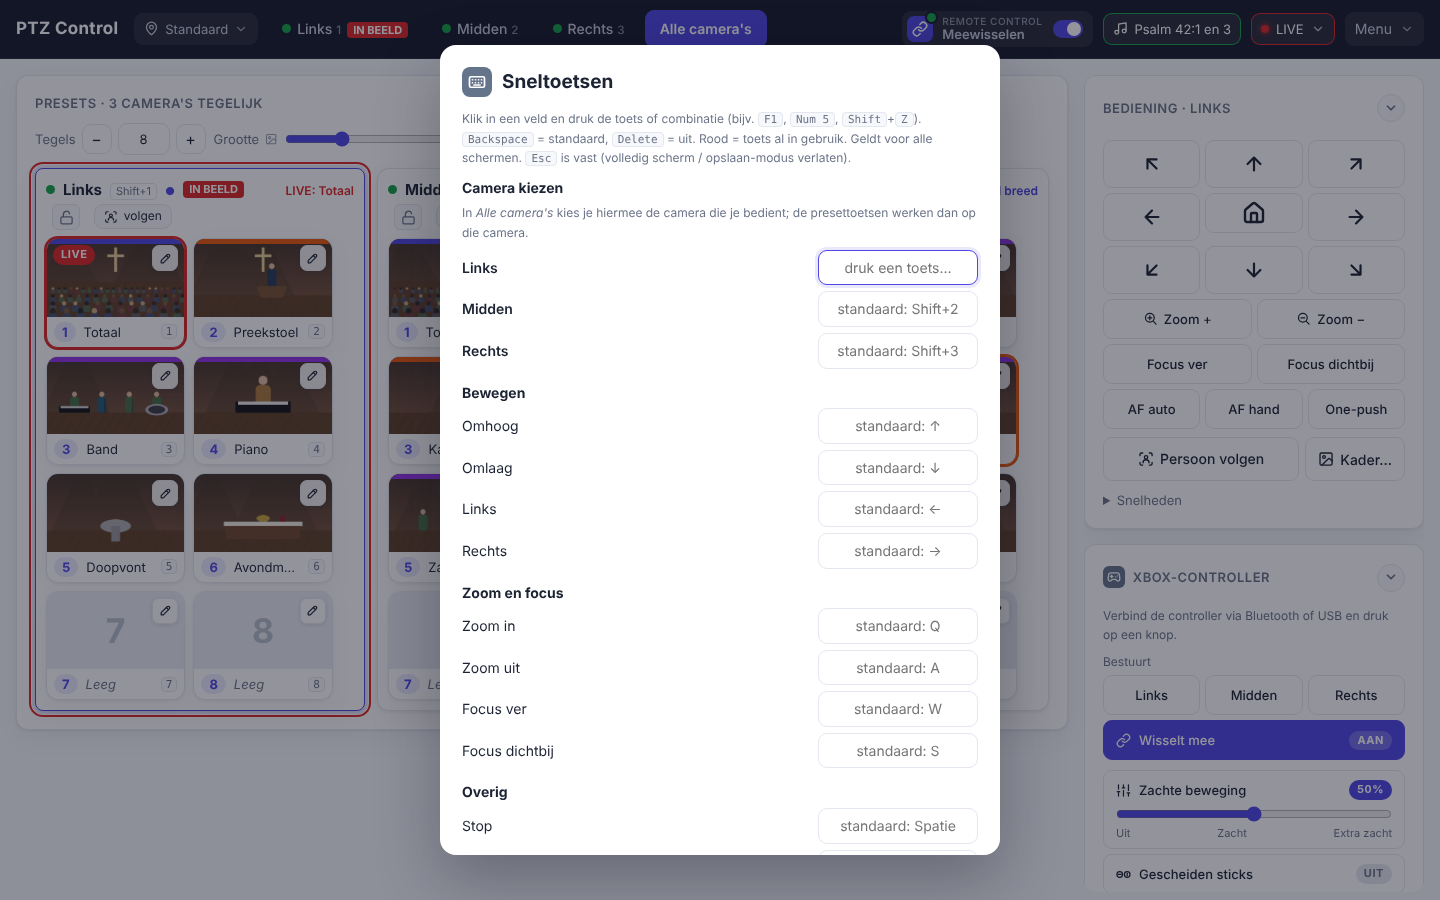 PTZ Control
Standaard
Links 1 IN BEELD
Midden 2
Rechts 3
Alle camera's
REMOTE CONTROL
Meewisselen
Psalm 42:1 en 3
LIVE
Menu
PRESETS · 3 CAMERA'S TEGELIJK
Tegels − 8 + Grootte
Links Shift+1 IN BEELD LIVE: Totaal
volgen
LIVE
1 Totaal 1
2 Preekstoel 2
3 Band 3
4 Piano 4
5 Doopvont 5
6 Avondm... 6
7
8
7 Leeg 7
8 Leeg 8
Sneltoetsen
Klik in een veld en druk de toets of combinatie (bijv. F1, Num 5, Shift+Z).
Backspace = standaard, Delete = uit. Rood = toets al in gebruik. Geldt voor alle
schermen. Esc is vast (volledig scherm / opslaan-modus verlaten).
Camera kiezen
In Alle camera's kies je hiermee de camera die je bedient; de presettoetsen werken dan op
die camera.
Links druk een toets...
Midden standaard: Shift+2
Rechts standaard: Shift+3
Bewegen
Omhoog standaard: ↑
Omlaag standaard: ↓
Links standaard: ←
Rechts standaard: →
Zoom en focus
Zoom in standaard: Q
Zoom uit standaard: A
Focus ver standaard: W
Focus dichtbij standaard: S
Overig
Stop standaard: Spatie
breed
BEDIENING · LINKS
Zoom +
Zoom −
Focus ver
Focus dichtbij
AF auto
AF hand
One-push
Persoon volgen
Kader...
Snelheden
XBOX-CONTROLLER
Verbind de controller via Bluetooth of USB en druk
op een knop.
Bestuurt
Links
Midden
Rechts
Wisselt mee AAN
Zachte beweging 50%
Uit Zacht Extra zacht
Gescheiden sticks UIT